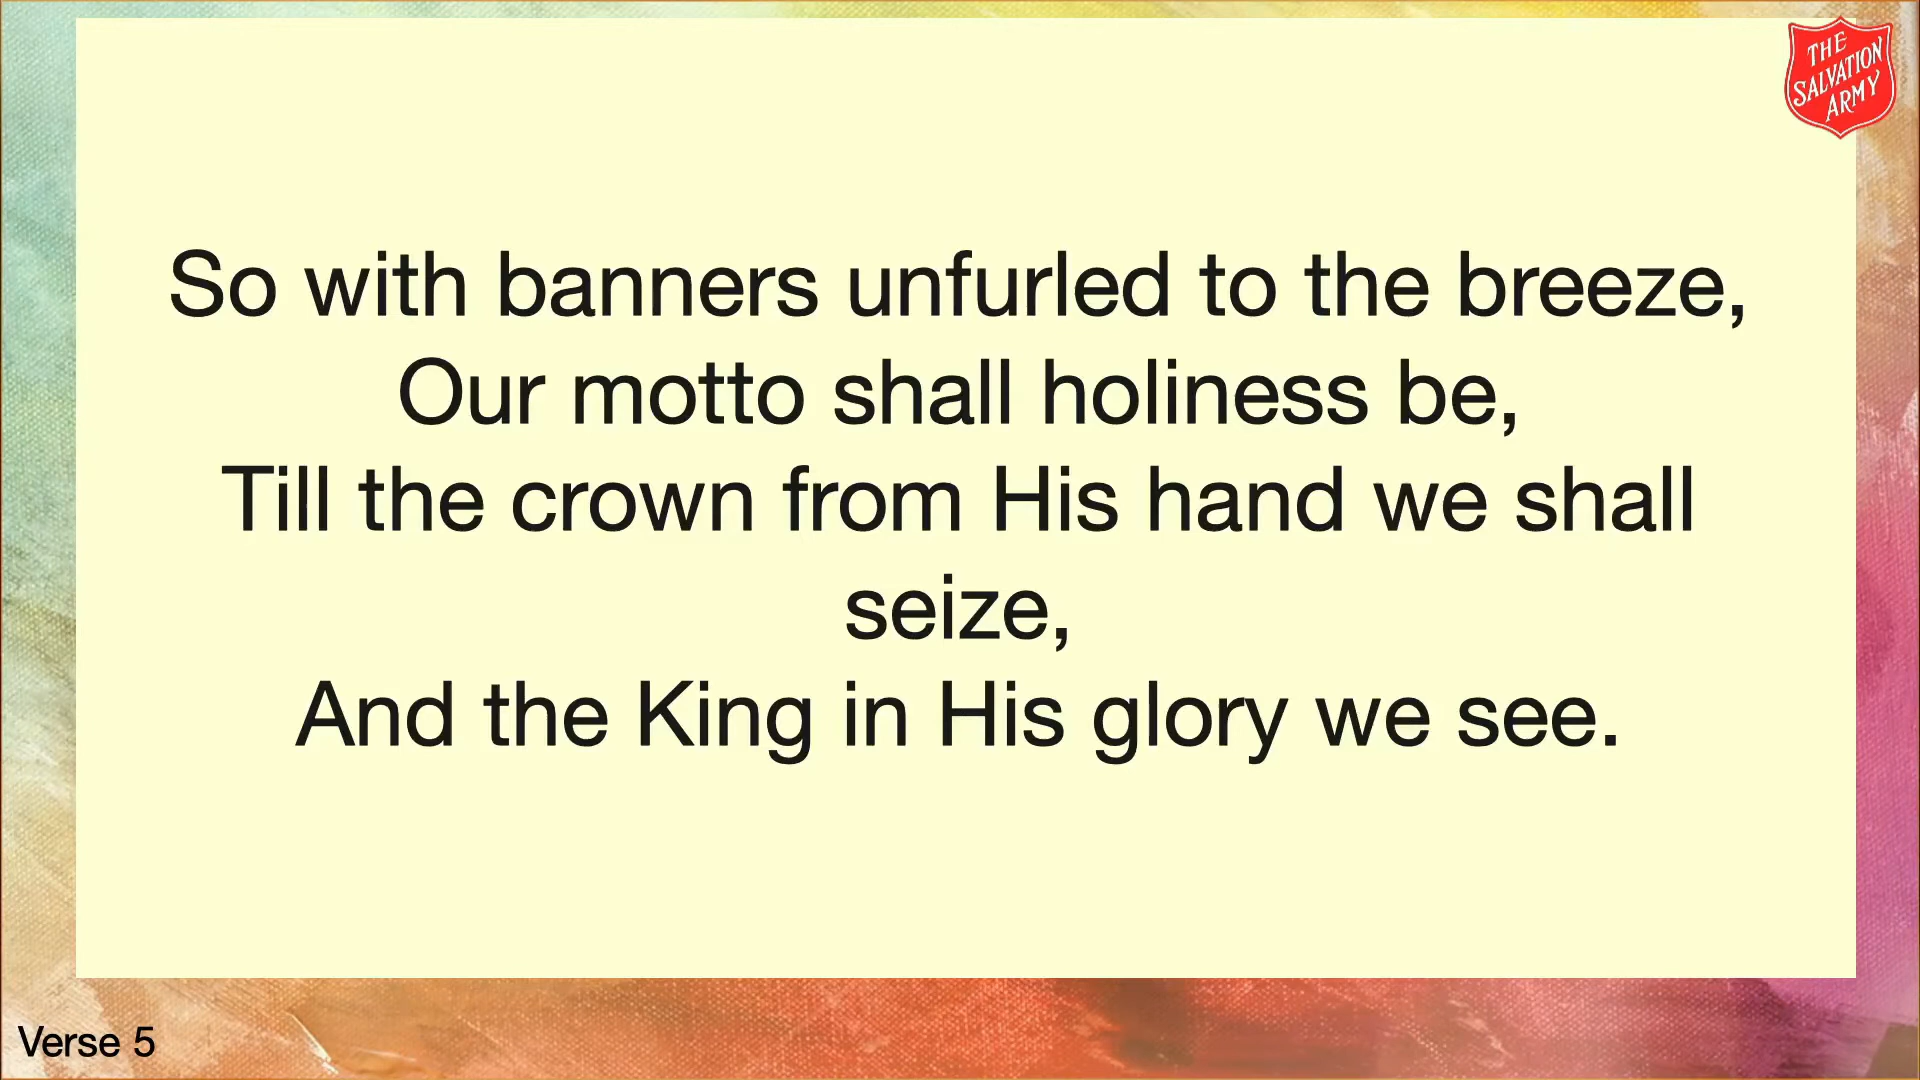 THE
SALVATION
ARMY
So with banners unfurled to the breeze,
Our motto shall holiness be,
Till the crown from His hand we shall
seize,
And the King in His glory we see.
Verse 5